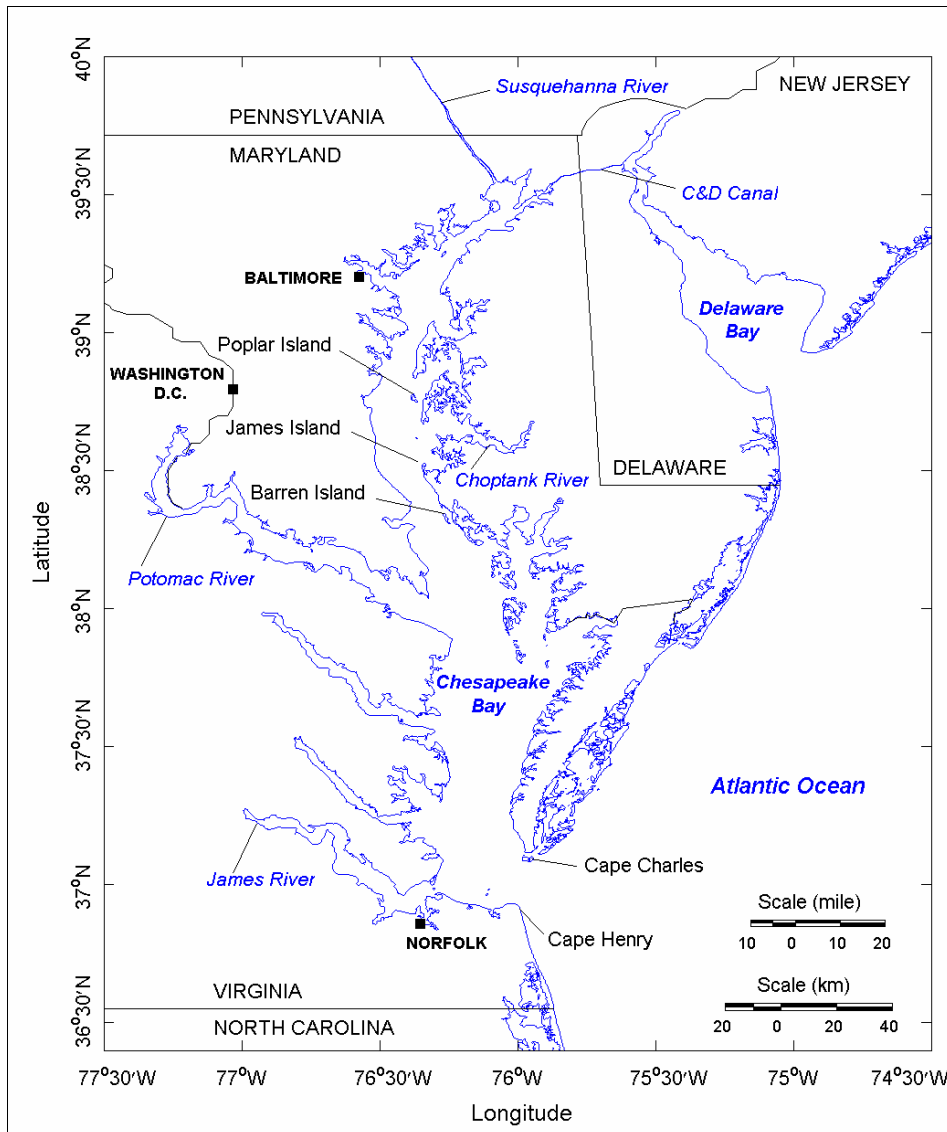 40°N
Susquehanna River
NEW JERSEY
PENNSYLVANIA
MARYLAND
39°30'N
C&D Canal
BALTIMORE
Delaware
Bay
39°N
Poplar Island
WASHINGTON
D.C.
James Island
38°30'N
Choptank River
DELAWARE
Barren Island
Latitude
Potomac River
38°N
Chesapeake
Bay
37°30'N
Atlantic Ocean
Cape Charles
James River
37°N
Scale (mile)
10 0 10 20
NORFOLK
Cape Henry
Scale (km)
20 0 20 40
VIRGINIA
36°30'N
NORTH CAROLINA
77°30'W 77°W 76°30'W 76°W 75°30'W 75°W 74°30'W
Longitude